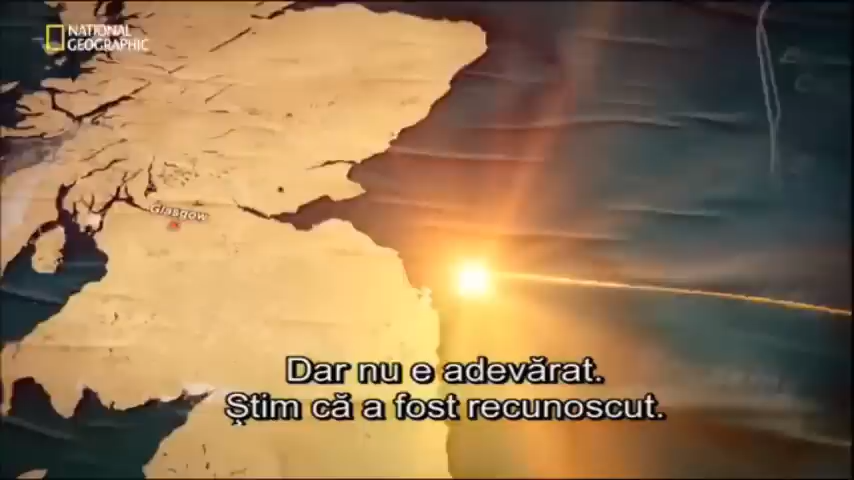 NATIONAL
GEOGRAPHIC
Glasgow
Dar nu e adevărat.
Ştim că a fost recunoscut.